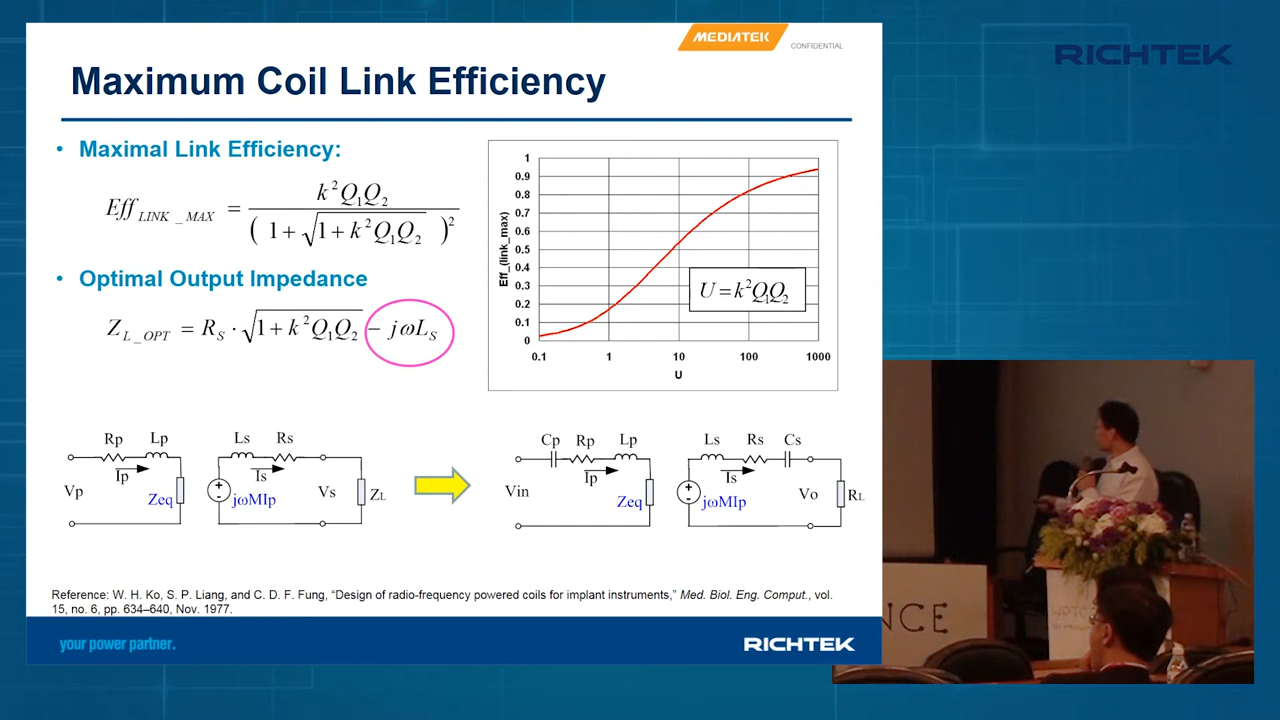 MEDIATEK
CONFIDENTIAL
RICHTEK
Maximum Coil Link Efficiency
• Maximal Link Efficiency:
Eff_{LINK_MAX} = k²Q₁Q₂ / (1+√(1+k²Q₁Q₂))²
• Optimal Output Impedance
Z_{L_OPT} = R_S · √(1+k²Q₁Q₂) − jωL_S
Eff_(link_max)
1
0.9
0.8
0.7
0.6
0.5
0.4
0.3
0.2
0.1
0
U = k²Q₁Q₂
0.1 1 10 100 1000
U
Rp Lp
Ip
Vp
Zeq
Ls Rs
Is
+
-
jωMIp
Vs
ZL
Cp Rp Lp
Ip
Vin
Zeq
Ls Rs Cs
Is
+
-
jωMIp
Vo
RL
Reference: W. H. Ko, S. P. Liang, and C. D. F. Fung, “Design of radio-frequency powered coils for implant instruments,” Med. Biol. Eng. Comput., vol.
15, no. 6, pp. 634–640, Nov. 1977.
your power partner.
RICHTEK
NCE